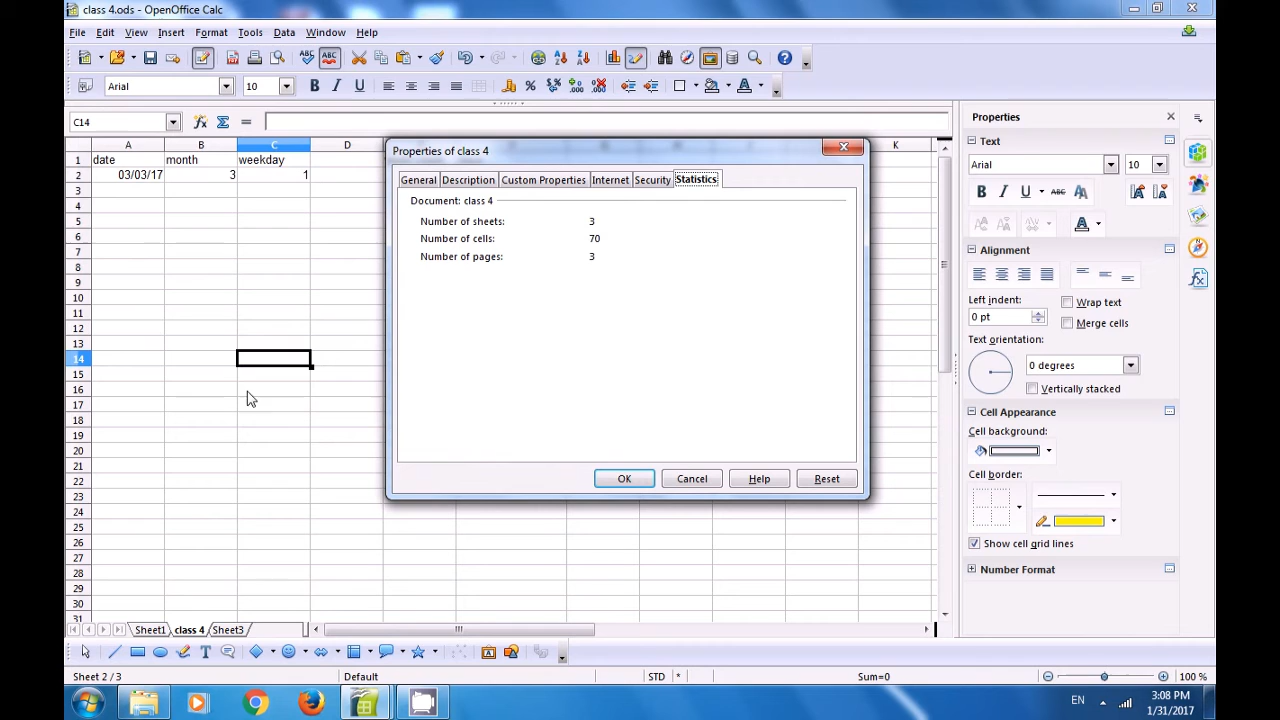 class 4.ods - OpenOffice Calc
File Edit View Insert Format Tools Data Window Help
Arial 10 B I U
C14
A B C D K
date month weekday
03/03/17 3 1
1
2
3
4
5
6
7
8
9
10
11
12
13
14
15
16
17
18
19
20
21
22
23
24
25
26
27
28
29
30
31
Properties of class 4
General Description Custom Properties Internet Security Statistics
Document: class 4
Number of sheets: 3
Number of cells: 70
Number of pages: 3
OK Cancel Help Reset
Properties
Text
Arial 10
B I U ABC
Alignment
Left indent:
0 pt
Wrap text
Merge cells
Text orientation:
0 degrees
Vertically stacked
Cell Appearance
Cell background:
Cell border:
Show cell grid lines
Number Format
Sheet1 class 4 Sheet3
Sheet 2 / 3 Default STD * Sum=0 100 %
EN 3:08 PM
1/31/2017